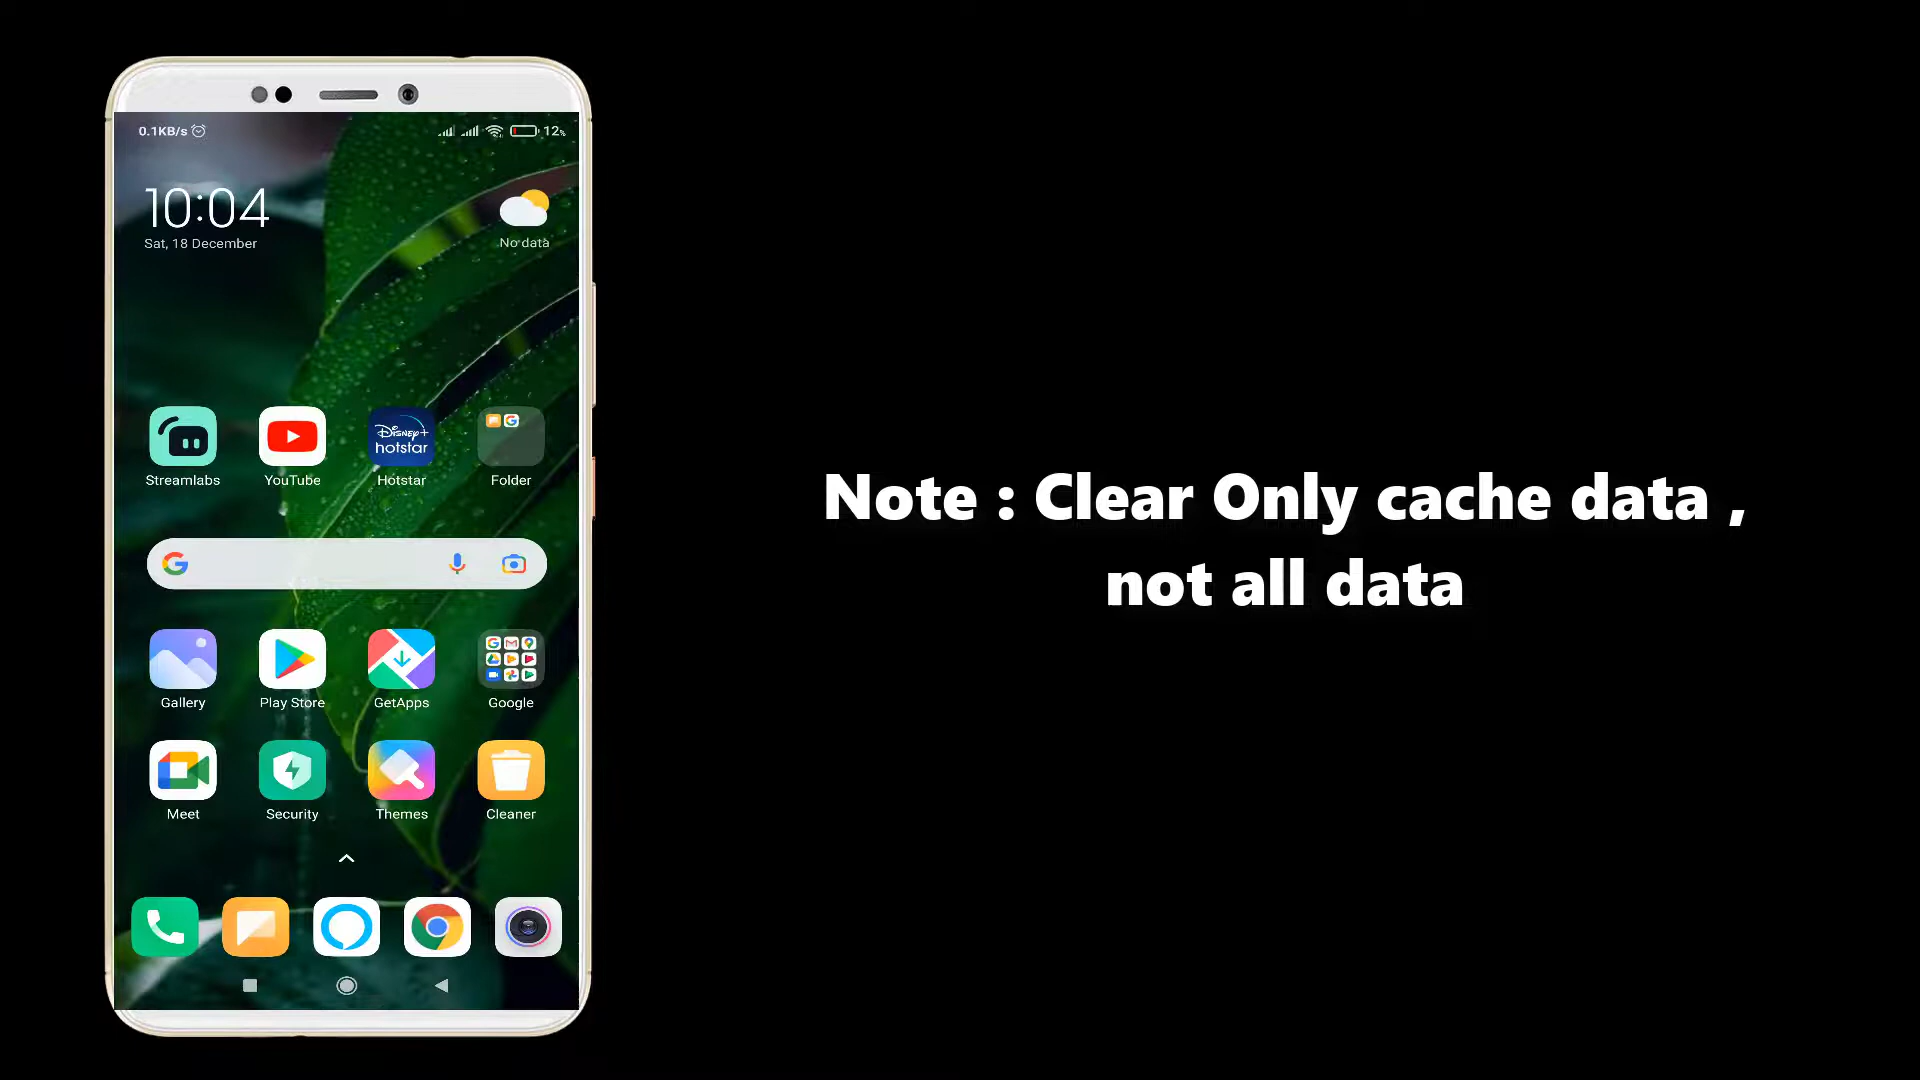 0.1KB/s
12%
10:04
Sat, 18 December
No data
Disney+
hotstar
Streamlabs
YouTube
Hotstar
Folder
Note : Clear Only cache data ,
not all data
Gallery
Play Store
GetApps
Google
Meet
Security
Themes
Cleaner